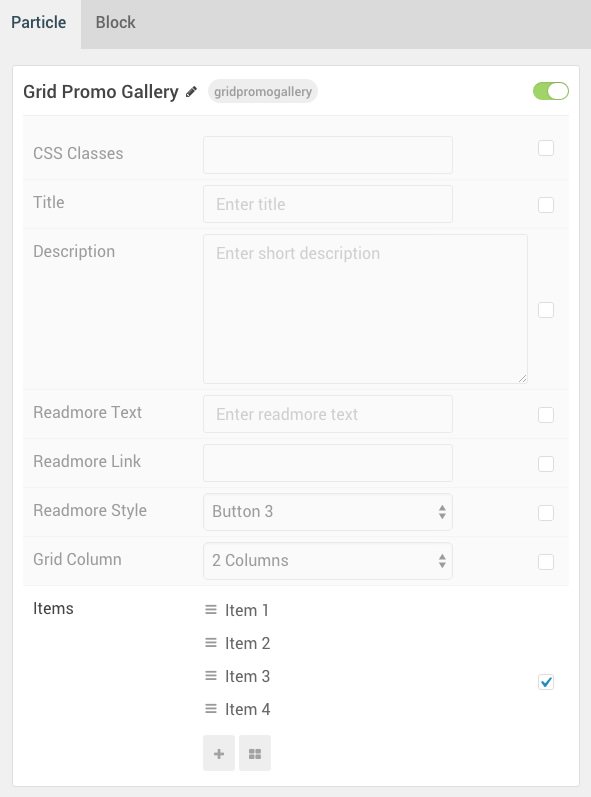 Particle Block
Grid Promo Gallery gridpromogallery
CSS Classes
Title Enter title
Description Enter short description
Readmore Text Enter readmore text
Readmore Link
Readmore Style Button 3
Grid Column 2 Columns
Items Item 1
Item 2
Item 3
Item 4